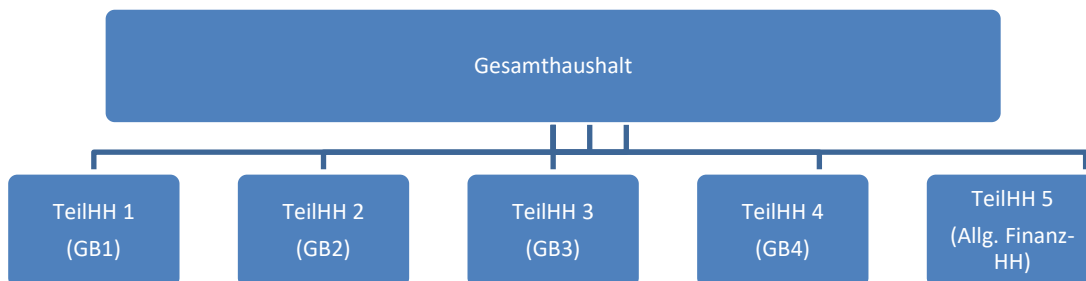 Gesamthaushalt
TeilHH 1
(GB1)
TeilHH 2
(GB2)
TeilHH 3
(GB3)
TeilHH 4
(GB4)
TeilHH 5
(Allg. Finanz-
HH)